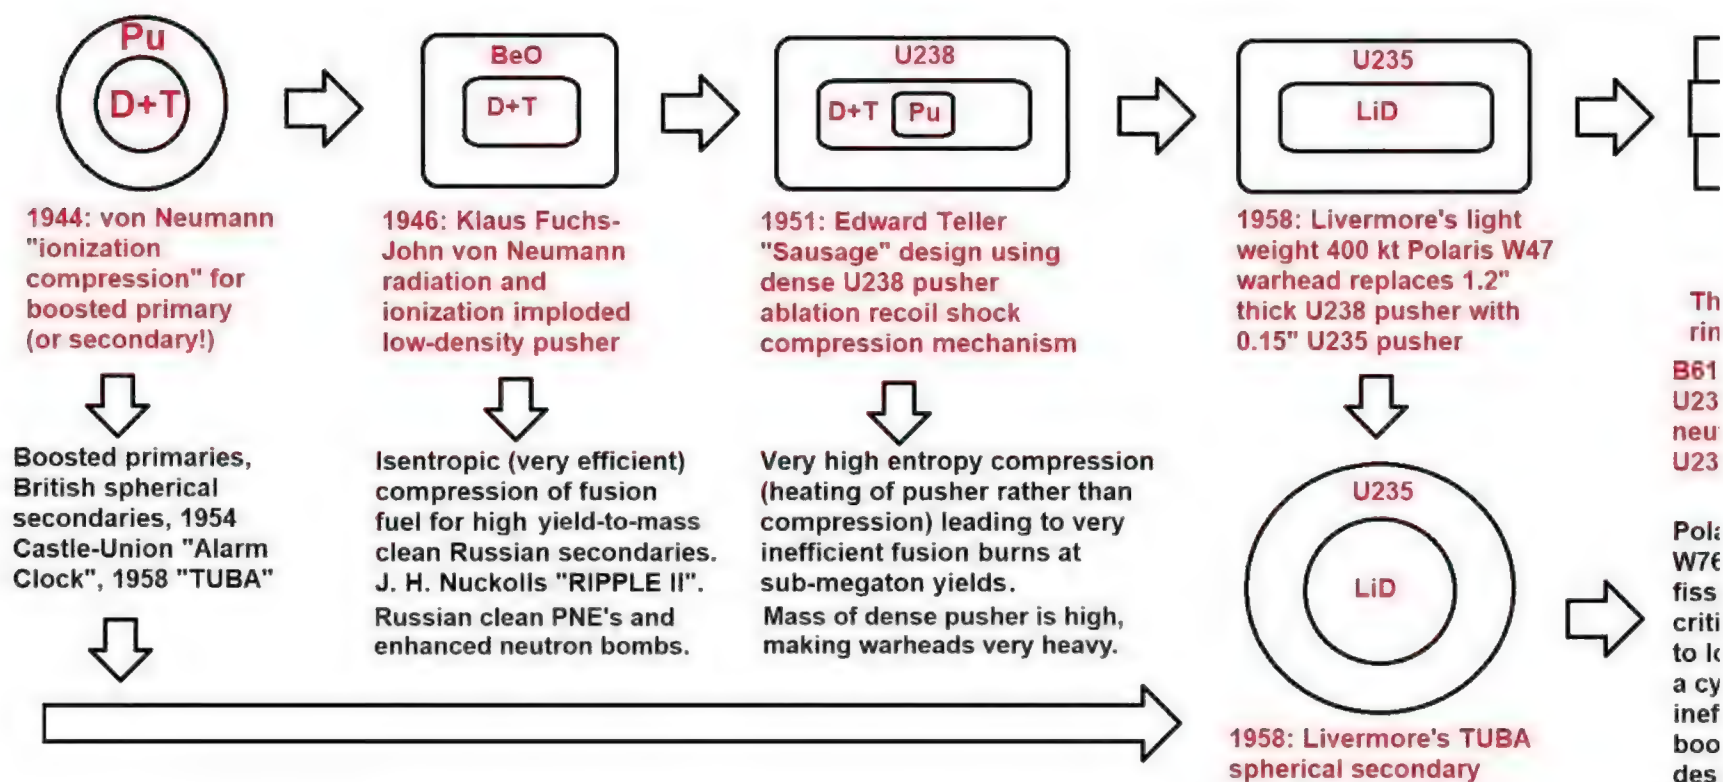 Pu
D+T
1944: von Neumann
"ionization
compression" for
boosted primary
(or secondary!)
Boosted primaries,
British spherical
secondaries, 1954
Castle-Union "Alarm
Clock", 1958 "TUBA"
BeO
D+T
1946: Klaus Fuchs-
John von Neumann
radiation and
ionization imploded
low-density pusher
Isentropic (very efficient)
compression of fusion
fuel for high yield-to-mass
clean Russian secondaries.
J. H. Nuckolls "RIPPLE II".
Russian clean PNE's and
enhanced neutron bombs.
U238
D+T Pu
1951: Edward Teller
"Sausage" design using
dense U238 pusher
ablation recoil shock
compression mechanism
Very high entropy compression
(heating of pusher rather than
compression) leading to very
inefficient fusion burns at
sub-megaton yields.
Mass of dense pusher is high,
making warheads very heavy.
U235
LiD
1958: Livermore's light
weight 400 kt Polaris W47
warhead replaces 1.2"
thick U238 pusher with
0.15" U235 pusher
U235
LiD
1958: Livermore's TUBA
spherical secondary
B61
to